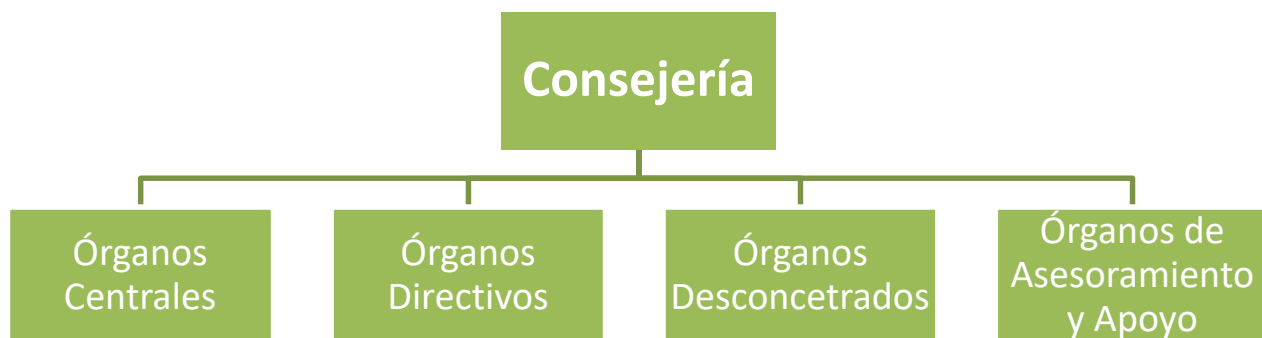 Consejería
Órganos
Centrales
Órganos
Directivos
Órganos
Desconcetrados
Órganos de
Asesoramiento
y Apoyo